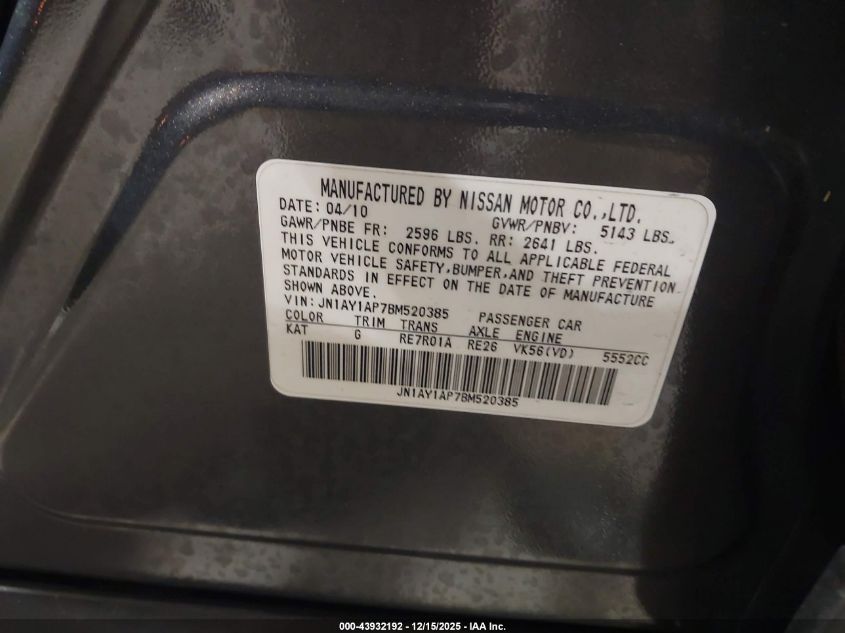 MANUFACTURED BY NISSAN MOTOR CO.,LTD.
DATE: 04/10 GVWR/PNBV: 5143 LBS.
GAWR/PNBE FR: 2596 LBS. RR: 2641 LBS.
THIS VEHICLE CONFORMS TO ALL APPLICABLE FEDERAL
MOTOR VEHICLE SAFETY,BUMPER,AND THEFT PREVENTION
STANDARDS IN EFFECT ON THE DATE OF MANUFACTURE
SHOWN ABOVE.
VIN: JN1AY1AP7BM520385 PASSENGER CAR
COLOR TRIM TRANS AXLE ENGINE
KAT G RE7R01A RE26 VK56(VD) 5552CC
JN1AY1AP7BM520385
000-43932192 - 12/15/2025 - IAA Inc.